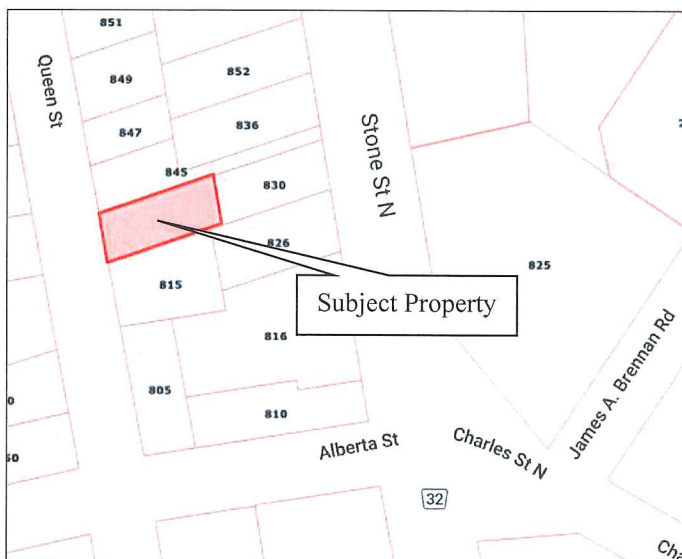 851
849
852
Queen St
847
836
Stone St N
845
830
826
825
815
Subject Property
816
James A. Brennan Rd
805
810
Alberta St
Charles St N
32